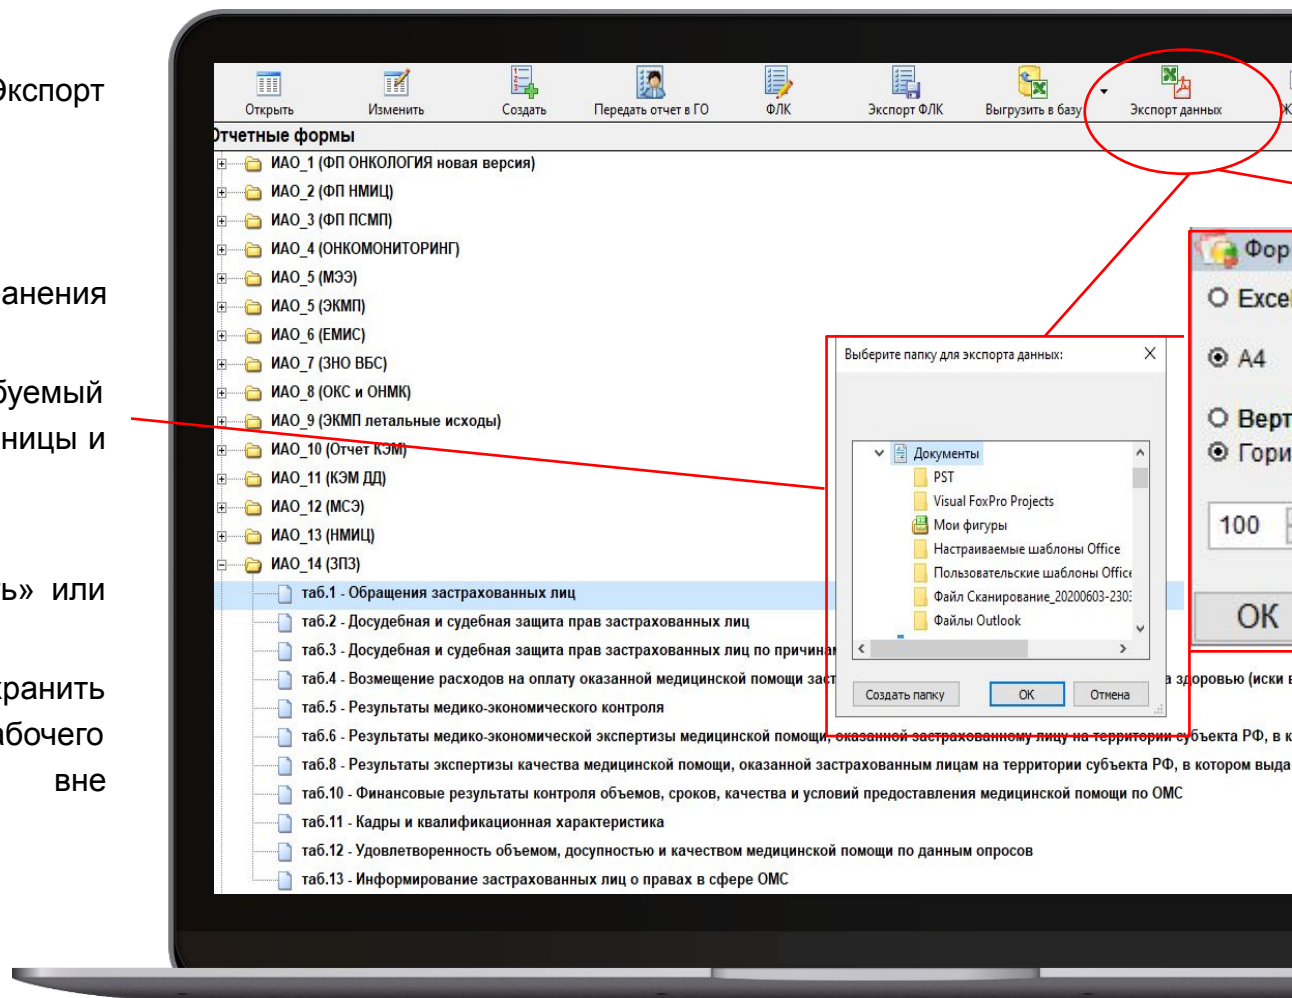 Экспорт
анения
буемый
ницы и
ть» или
хранить
абочего
вне
Открыть
Изменить
Создать
Передать отчет в ГО
ФЛК
Экспорт ФЛК
Выгрузить в базу
Экспорт данных
Ж
Отчетные формы
ИАО_1 (ФП ОНКОЛОГИЯ новая версия)
ИАО_2 (ФП НМИЦ)
ИАО_3 (ФП ПСМП)
ИАО_4 (ОНКОМОНИТОРИНГ)
ИАО_5 (МЭЭ)
ИАО_5 (ЭКМП)
ИАО_6 (ЕМИС)
ИАО_7 (ЗНО ВБС)
ИАО_8 (ОКС и ОНМК)
ИАО_9 (ЭКМП летальные исходы)
ИАО_10 (Отчет КЭМ)
ИАО_11 (КЭМ ДД)
ИАО_12 (МСЭ)
ИАО_13 (НМИЦ)
ИАО_14 (ЗПЗ)
таб.1 - Обращения застрахованных лиц
таб.2 - Досудебная и судебная защита прав застрахованных лиц
таб.3 - Досудебная и судебная защита прав застрахованных лиц по причинам
таб.4 - Возмещение расходов на оплату оказанной медицинской помощи заст а здоровью (иски в
таб.5 - Результаты медико-экономического контроля
таб.6 - Результаты медико-экономической экспертизы медицинской помощи, оказанной застрахованному лицу на территории субъекта РФ, в к
таб.8 - Результаты экспертизы качества медицинской помощи, оказанной застрахованным лицам на территории субъекта РФ, в котором выда
таб.10 - Финансовые результаты контроля объемов, сроков, качества и условий предоставления медицинской помощи по ОМС
таб.11 - Кадры и квалификационная характеристика
таб.12 - Удовлетворенность объемом, досупностью и качеством медицинской помощи по данным опросов
таб.13 - Информирование застрахованных лиц о правах в сфере ОМС
Выберите папку для экспорта данных:
Документы
PST
Visual FoxPro Projects
Мои фигуры
Настраиваемые шаблоны Office
Пользовательские шаблоны Office
Файл Сканирование_20200603-2303
Файлы Outlook
Создать папку
ОК
Отмена
Фор
Excel
A4
Верт
Гори
100
ОК